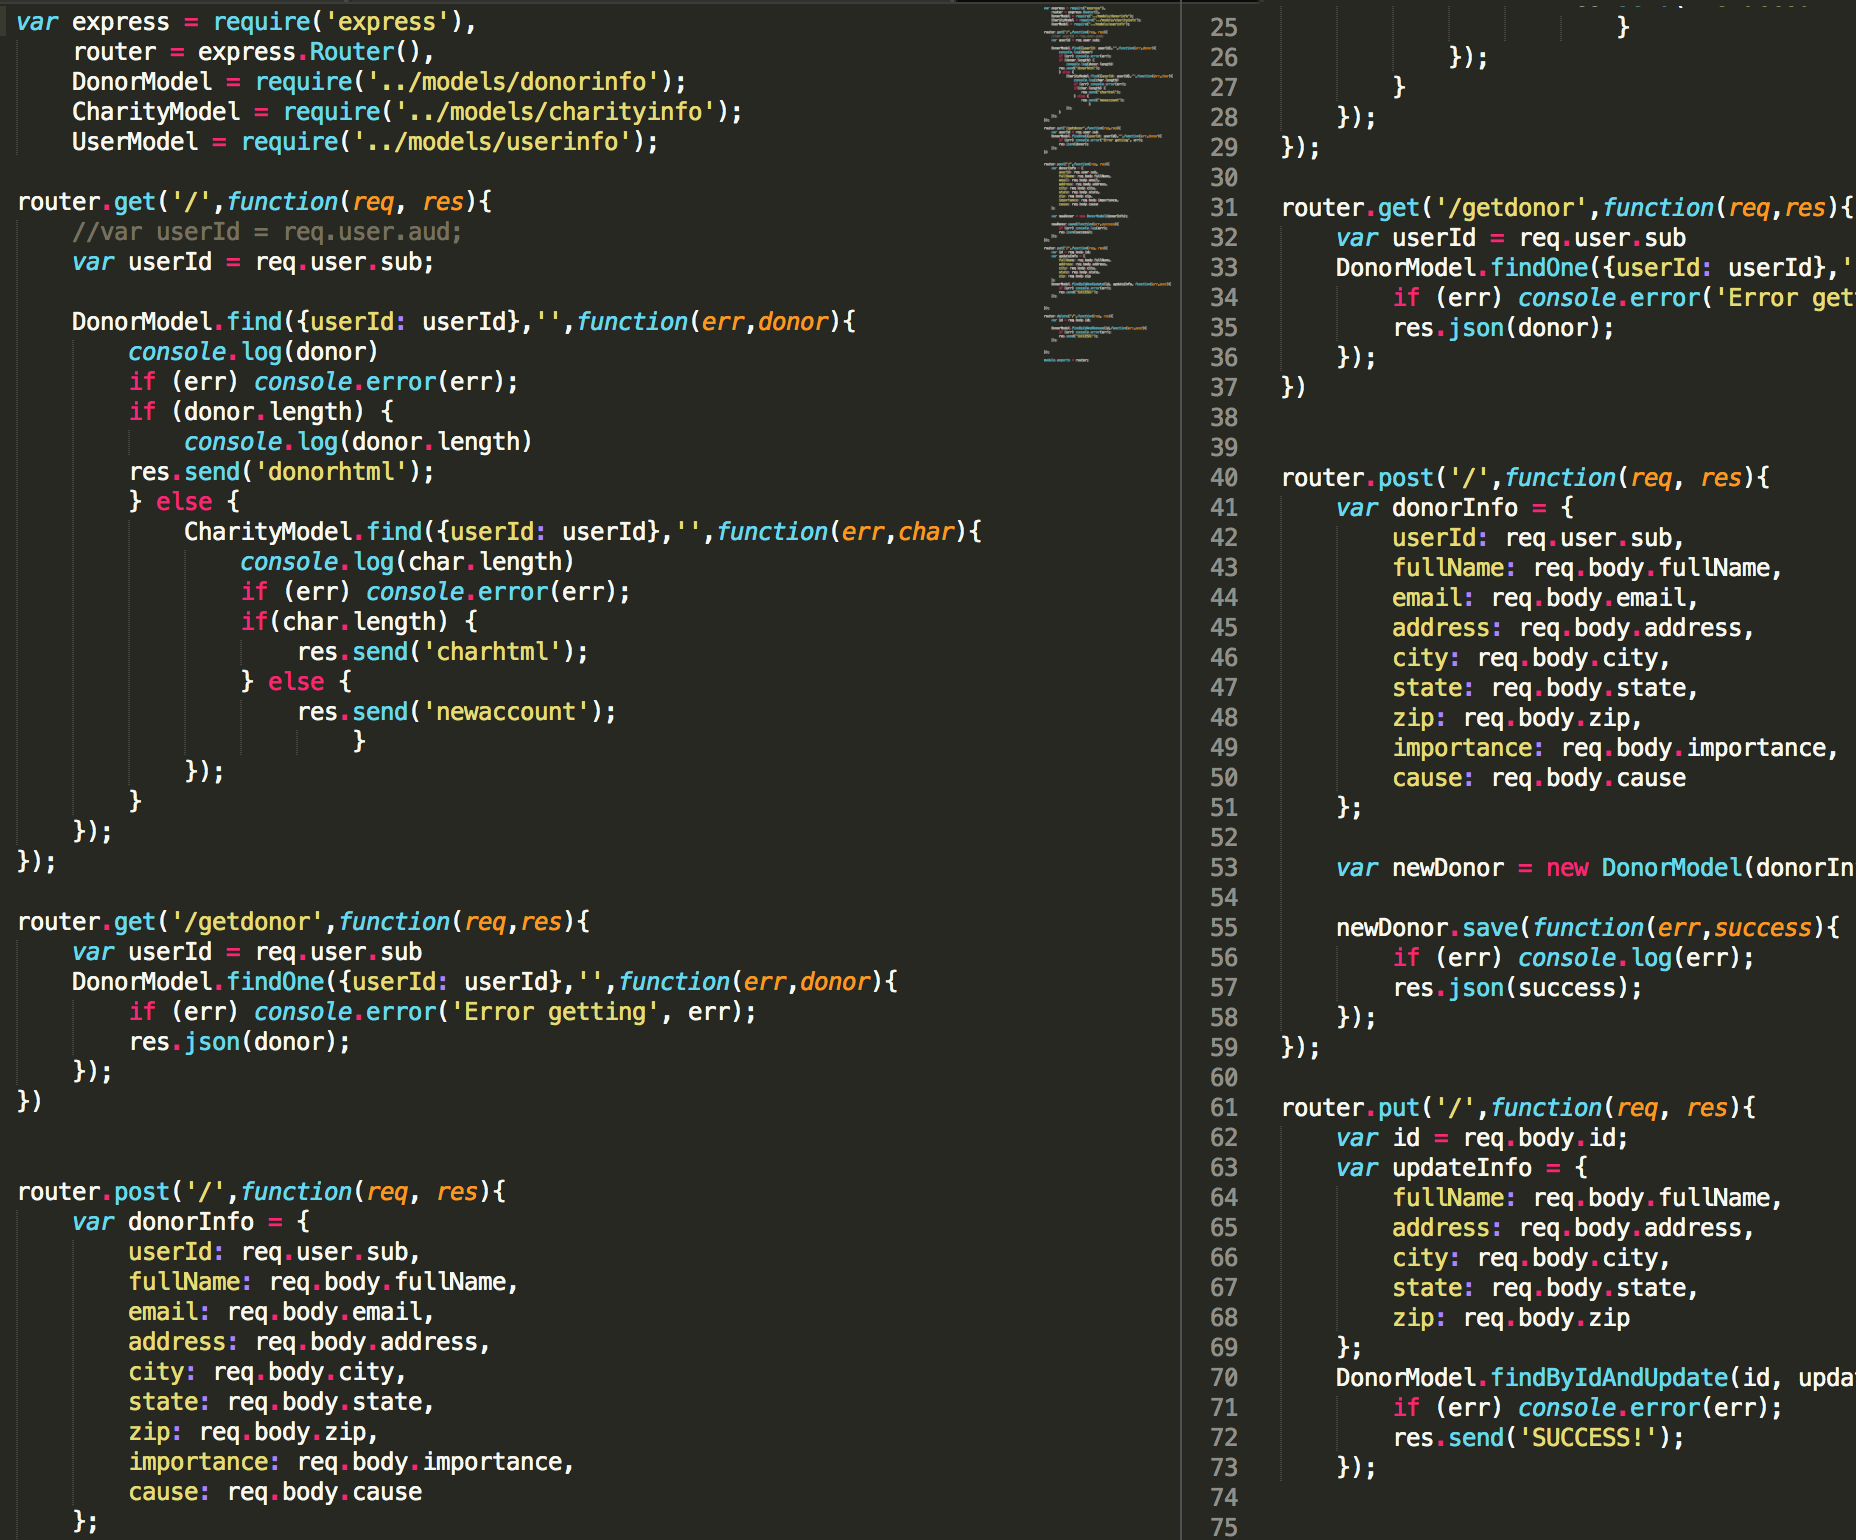 var express = require('express'),
    router = express.Router(),
    DonorModel = require('../models/donorinfo');
    CharityModel = require('../models/charityinfo');
    UserModel = require('../models/userinfo');

router.get('/',function(req, res){
    //var userId = req.user.aud;
    var userId = req.user.sub;

    DonorModel.find({userId: userId},'',function(err,donor){
        console.log(donor)
        if (err) console.error(err);
        if (donor.length) {
            console.log(donor.length)
        res.send('donorhtml');
        } else {
            CharityModel.find({userId: userId},'',function(err,char){
                console.log(char.length)
                if (err) console.error(err);
                if(char.length) {
                    res.send('charhtml');
                } else {
                    res.send('newaccount');
                        }
            });
        }
    });
});

router.get('/getdonor',function(req,res){
    var userId = req.user.sub
    DonorModel.findOne({userId: userId},'',function(err,donor){
        if (err) console.error('Error getting', err);
        res.json(donor);
    });
})


router.post('/',function(req, res){
    var donorInfo = {
        userId: req.user.sub,
        fullName: req.body.fullName,
        email: req.body.email,
        address: req.body.address,
        city: req.body.city,
        state: req.body.state,
        zip: req.body.zip,
        importance: req.body.importance,
        cause: req.body.cause
    };
25                         }
26             });
27         }
28     });
29 });
30
31 router.get('/getdonor',function(req,res){
32     var userId = req.user.sub
33     DonorModel.findOne({userId: userId},'
34         if (err) console.error('Error get
35         res.json(donor);
36     });
37 })
38
39
40 router.post('/',function(req, res){
41     var donorInfo = {
42         userId: req.user.sub,
43         fullName: req.body.fullName,
44         email: req.body.email,
45         address: req.body.address,
46         city: req.body.city,
47         state: req.body.state,
48         zip: req.body.zip,
49         importance: req.body.importance,
50         cause: req.body.cause
51     };
52
53     var newDonor = new DonorModel(donorIn
54
55     newDonor.save(function(err,success){
56         if (err) console.log(err);
57         res.json(success);
58     });
59 });
60
61 router.put('/',function(req, res){
62     var id = req.body.id;
63     var updateInfo = {
64         fullName: req.body.fullName,
65         address: req.body.address,
66         city: req.body.city,
67         state: req.body.state,
68         zip: req.body.zip
69     };
70     DonorModel.findByIdAndUpdate(id, upda
71         if (err) console.error(err);
72         res.send('SUCCESS!');
73     });
74
75